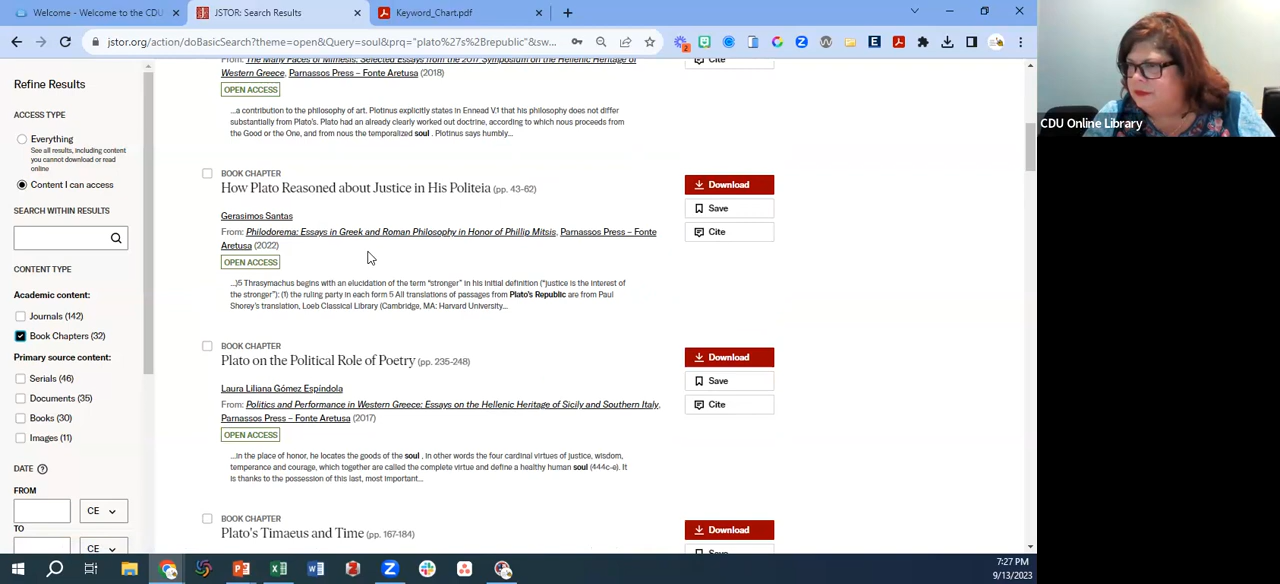 Welcome - Welcome to the CDU
JSTOR: Search Results
Keyword_Chart.pdf
jstor.org/action/doBasicSearch?theme=open&Query=soul&prq="plato%27s%2Brepublic"&sw...
Refine Results
ACCESS TYPE
Everything
See all results, including content
you cannot download or read
online
Content I can access
SEARCH WITHIN RESULTS
CONTENT TYPE
Academic content:
Journals (142)
Book Chapters (32)
Primary source content:
Serials (46)
Documents (35)
Books (30)
Images (11)
DATE
FROM
CE
TO
CE
From: The Many Faces of Mimesis: Selected Essays from the 2017 Symposium on the Hellenic Heritage of
Western Greece, Parnassos Press – Fonte Aretusa (2018)
OPEN ACCESS
...a contribution to the philosophy of art. Plotinus explicitly states in Ennead V.1 that his philosophy does not differ
substantially from Plato's. Plato had an already clearly worked out doctrine, according to which nous proceeds from
the Good or the One, and from nous the temporalized soul . Plotinus says humbly...
Cite
BOOK CHAPTER
How Plato Reasoned about Justice in His Politeia (pp. 43-62)
Gerasimos Santas
From: Philodorema: Essays in Greek and Roman Philosophy in Honor of Phillip Mitsis, Parnassos Press – Fonte
Aretusa (2022)
OPEN ACCESS
...)5 Thrasymachus begins with an elucidation of the term "stronger" in his initial definition ("justice is the interest of
the stronger"): (1) the ruling party in each form 5 All translations of passages from Plato's Republic are from Paul
Shorey's translation, Loeb Classical Library (Cambridge, MA: Harvard University...
Download
Save
Cite
BOOK CHAPTER
Plato on the Political Role of Poetry (pp. 235-248)
Laura Liliana Gómez Espíndola
From: Politics and Performance in Western Greece: Essays on the Hellenic Heritage of Sicily and Southern Italy,
Parnassos Press – Fonte Aretusa (2017)
OPEN ACCESS
...in the place of honor, he locates the goods of the soul . In other words the four cardinal virtues of justice, wisdom,
temperance and courage, which together are called the complete virtue and define a healthy human soul (444c-e). It
is thanks to the possession of this last, most important...
Download
Save
Cite
BOOK CHAPTER
Plato's Timaeus and Time (pp. 167-184)
Download
Save
CDU Online Library
7:27 PM
9/13/2023